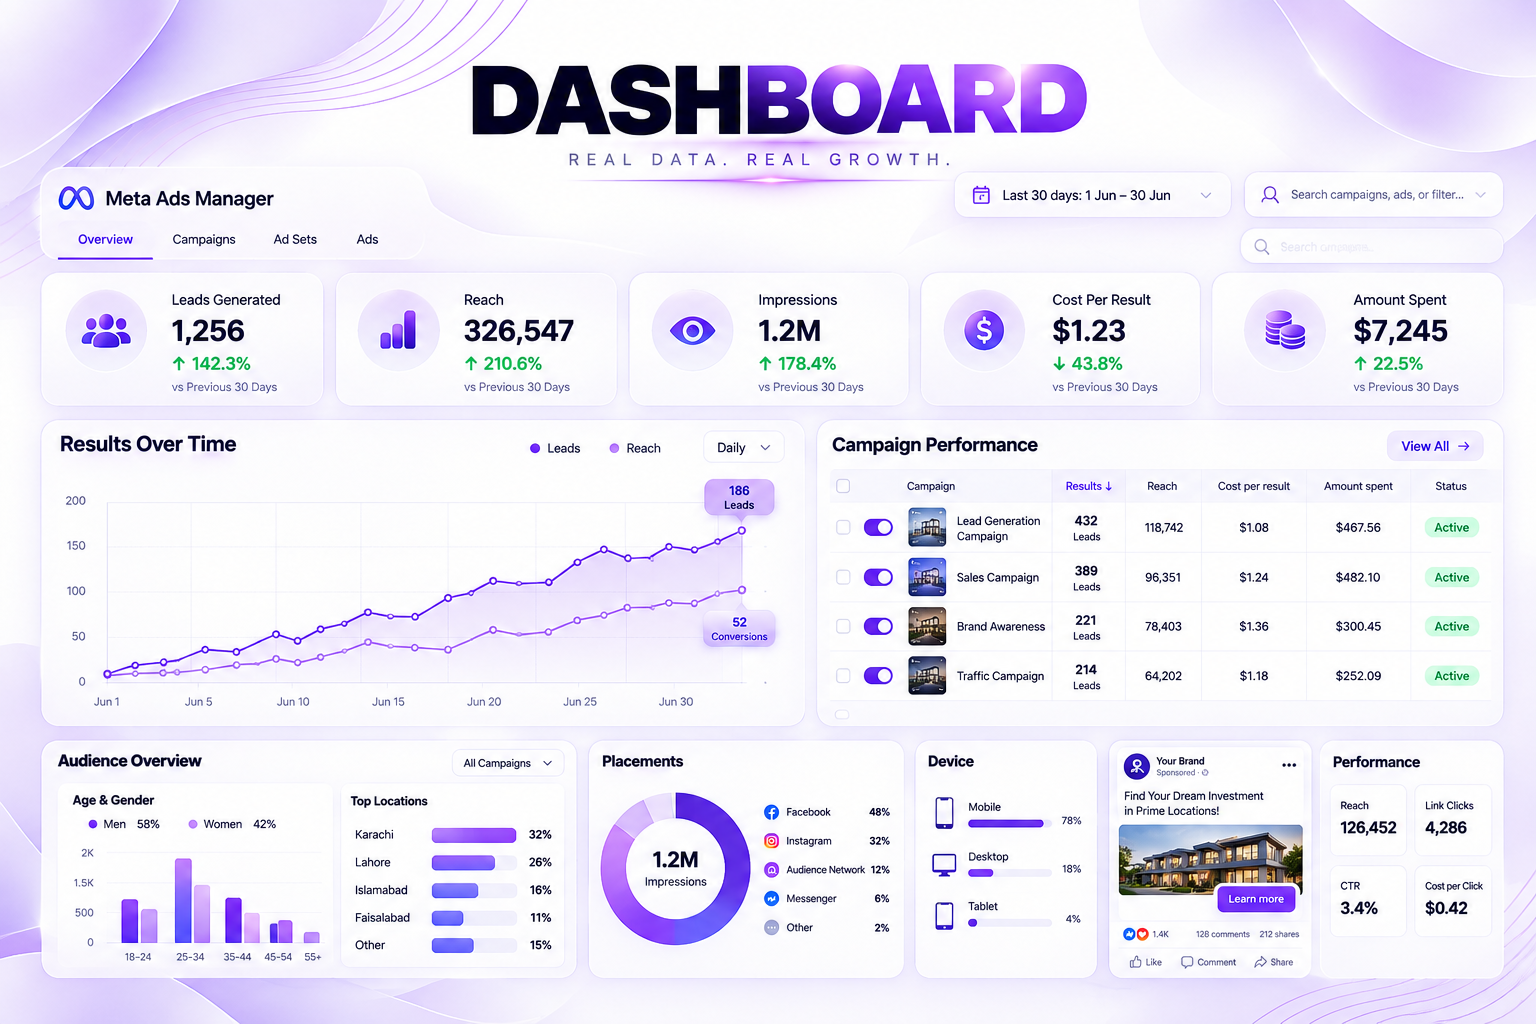 DASHBOARD
REAL DATA. REAL GROWTH.
Meta Ads Manager
Overview
Campaigns
Ad Sets
Ads
Last 30 days: 1 Jun – 30 Jun
Search campaigns, ads, or filter...
Search
Leads Generated
1,256
↑ 142.3%
vs Previous 30 Days
Reach
326,547
↑ 210.6%
vs Previous 30 Days
Impressions
1.2M
↑ 178.4%
vs Previous 30 Days
Cost Per Result
$1.23
↓ 43.8%
vs Previous 30 Days
Amount Spent
$7,245
↑ 22.5%
vs Previous 30 Days
Results Over Time
Leads
Reach
Daily
200
150
100
50
0
186
Leads
52
Conversions
Jun 1
Jun 5
Jun 10
Jun 15
Jun 20
Jun 25
Jun 30
Campaign Performance
View All →
Campaign
Results ↓
Reach
Cost per result
Amount spent
Status
Lead Generation
Campaign
432
Leads
118,742
$1.08
$467.56
Active
Sales Campaign
389
Leads
96,351
$1.24
$482.10
Active
Brand Awareness
221
Leads
78,403
$1.36
$300.45
Active
Traffic Campaign
214
Leads
64,202
$1.18
$252.09
Active
Audience Overview
All Campaigns
Age & Gender
Men 58%
Women 42%
2K
1.5K
500
0
18-24
25-34
35-44
45-54
55+
Top Locations
Karachi 32%
Lahore 26%
Islamabad 16%
Faisalabad 11%
Other 15%
Placements
1.2M
Impressions
Facebook 48%
Instagram 32%
Audience Network 12%
Messenger 6%
Other 2%
Device
Mobile
78%
Desktop
18%
Tablet
4%
Your Brand
Sponsored ·
Find Your Dream Investment
in Prime Locations!
Learn more
1.4K
128 comments
212 shares
Like
Comment
Share
Performance
Reach
126,452
Link Clicks
4,286
CTR
3.4%
Cost per Click
$0.42